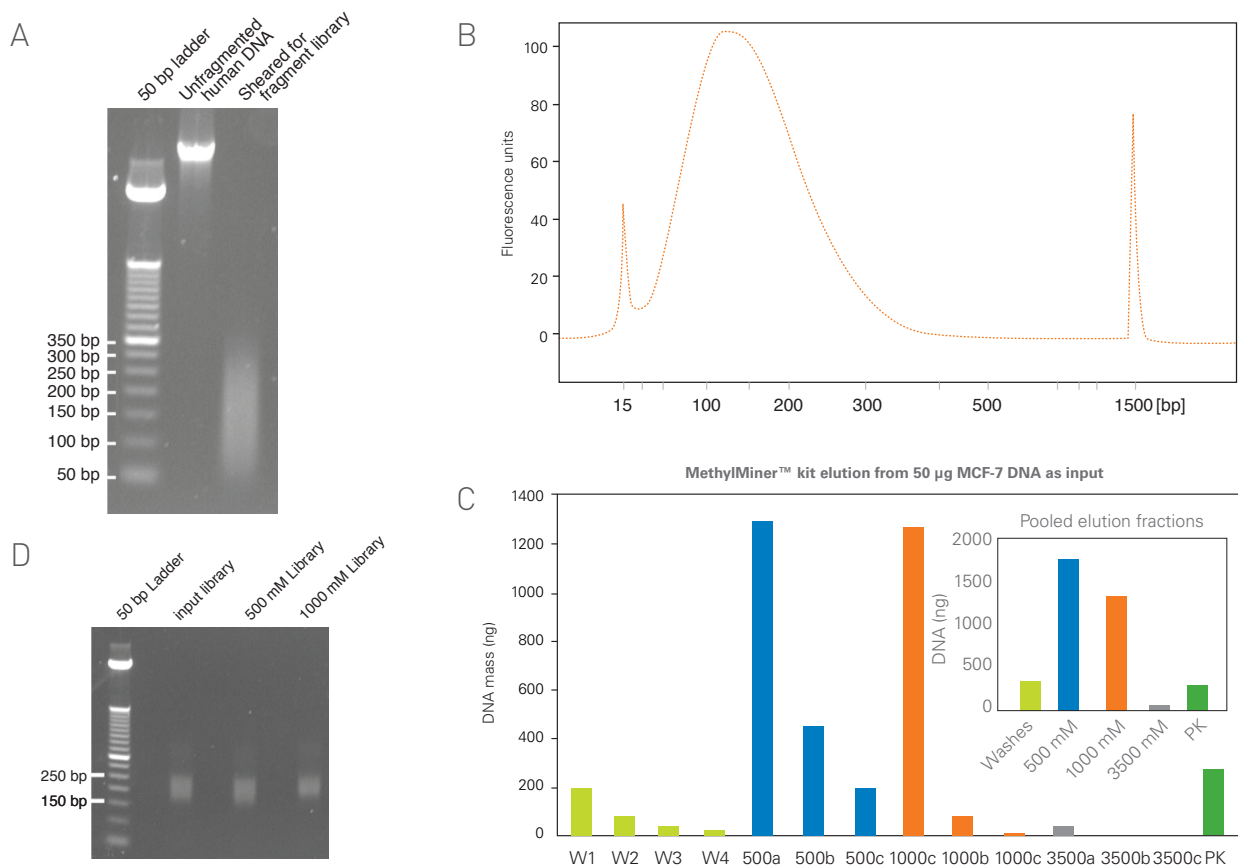 A
50 bp ladder
Unfragmented
human DNA
Sheared for
fragment library
350 bp
300 bp
250 bp
200 bp
150 bp
100 bp
50 bp
B
Fluorescence units
100
80
60
40
20
0
15 100 200 300 500 1500 [bp]
C
MethylMiner™ kit elution from 50 µg MCF-7 DNA as input
DNA mass (ng)
1400
1200
1000
800
600
400
200
0
W1 W2 W3 W4 500a 500b 500c 1000c 1000b 1000c 3500a 3500b 3500c PK
Pooled elution fractions
DNA (ng)
2000
1500
1000
500
0
Washes
500 mM
1000 mM
3500 mM
PK
D
50 bp Ladder
input library
500 mM Library
1000 mM Library
250 bp
150 bp